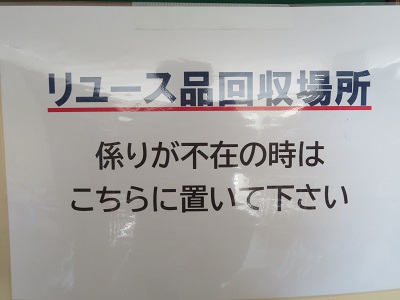 リユース品回収場所
係りが不在の時は
こちらに置いて下さい